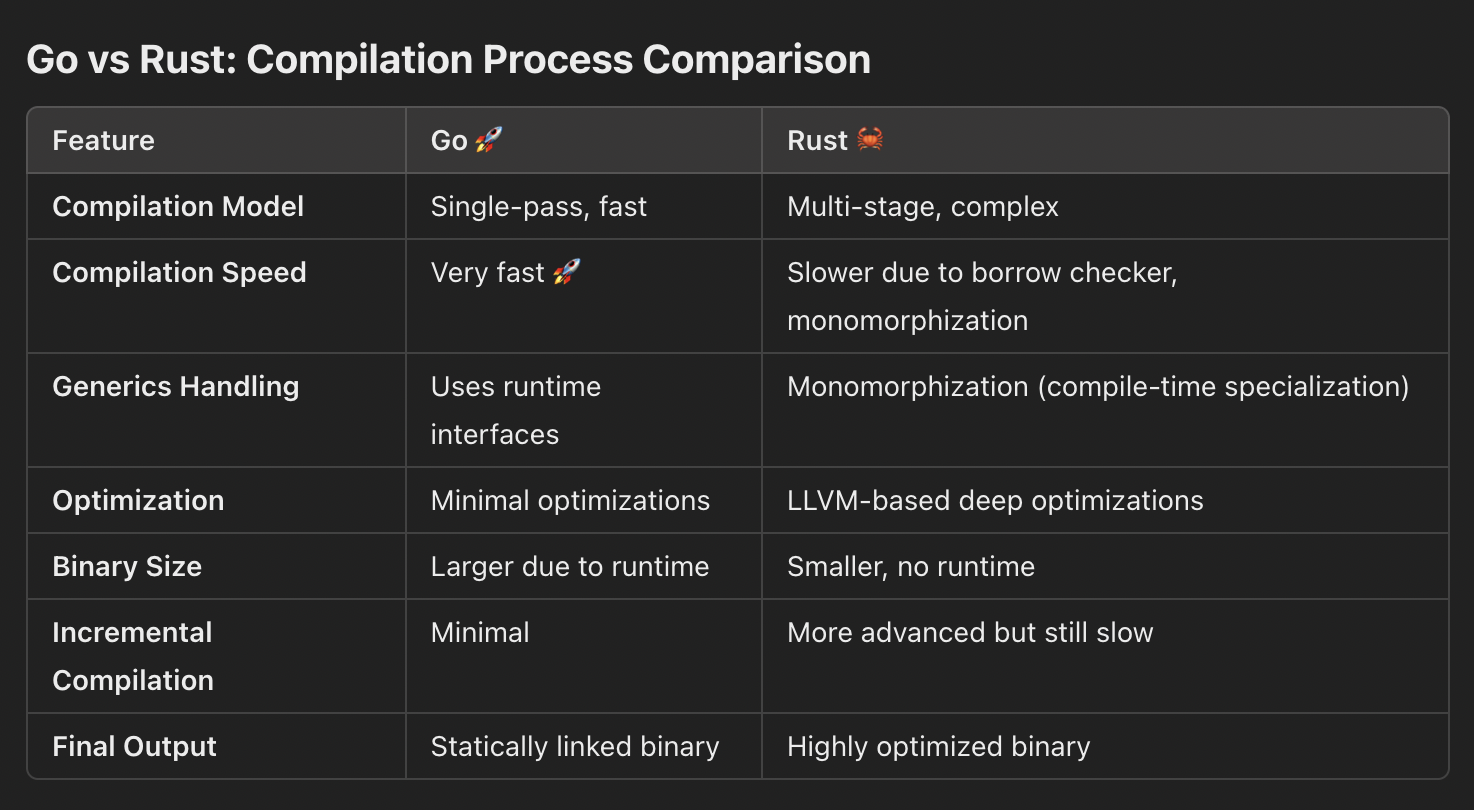 Go vs Rust: Compilation Process Comparison
Feature Go 🚀 Rust 🦀
Compilation Model Single-pass, fast Multi-stage, complex
Compilation Speed Very fast 🚀 Slower due to borrow checker,
monomorphization
Generics Handling Uses runtime Monomorphization (compile-time specialization)
interfaces
Optimization Minimal optimizations LLVM-based deep optimizations
Binary Size Larger due to runtime Smaller, no runtime
Incremental Minimal More advanced but still slow
Compilation
Final Output Statically linked binary Highly optimized binary